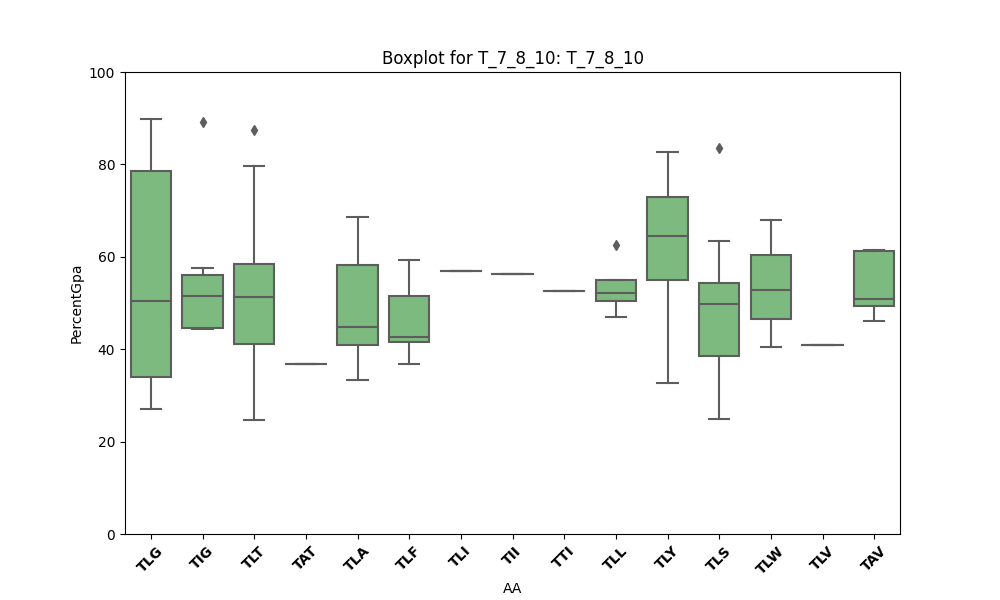 Boxplot for T_7_8_10: T_7_8_10
100
80
60
40
20
0
PercentGpa
TLG TIG TLT TAT TLA TLF TLI TII TTI TLL TLY TLS TLW TLV TAV
AA